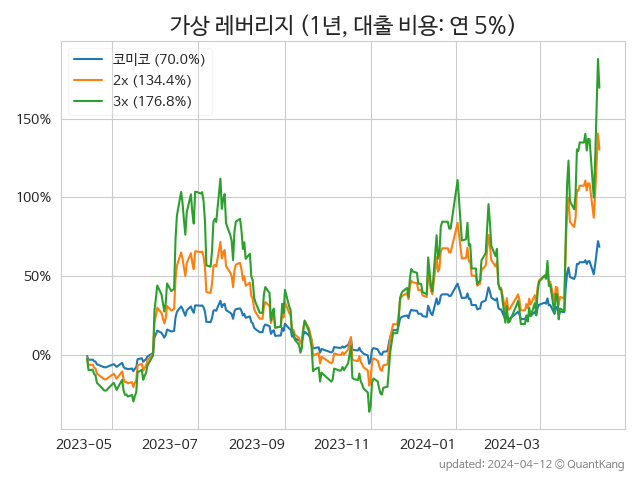 가상 레버리지 (1년, 대출 비용: 연 5%)
코미코 (70.0%)
2x (134.4%)
3x (176.8%)
150%
100%
50%
0%
2023-05 2023-07 2023-09 2023-11 2024-01 2024-03
updated: 2024-04-12 © QuantKang